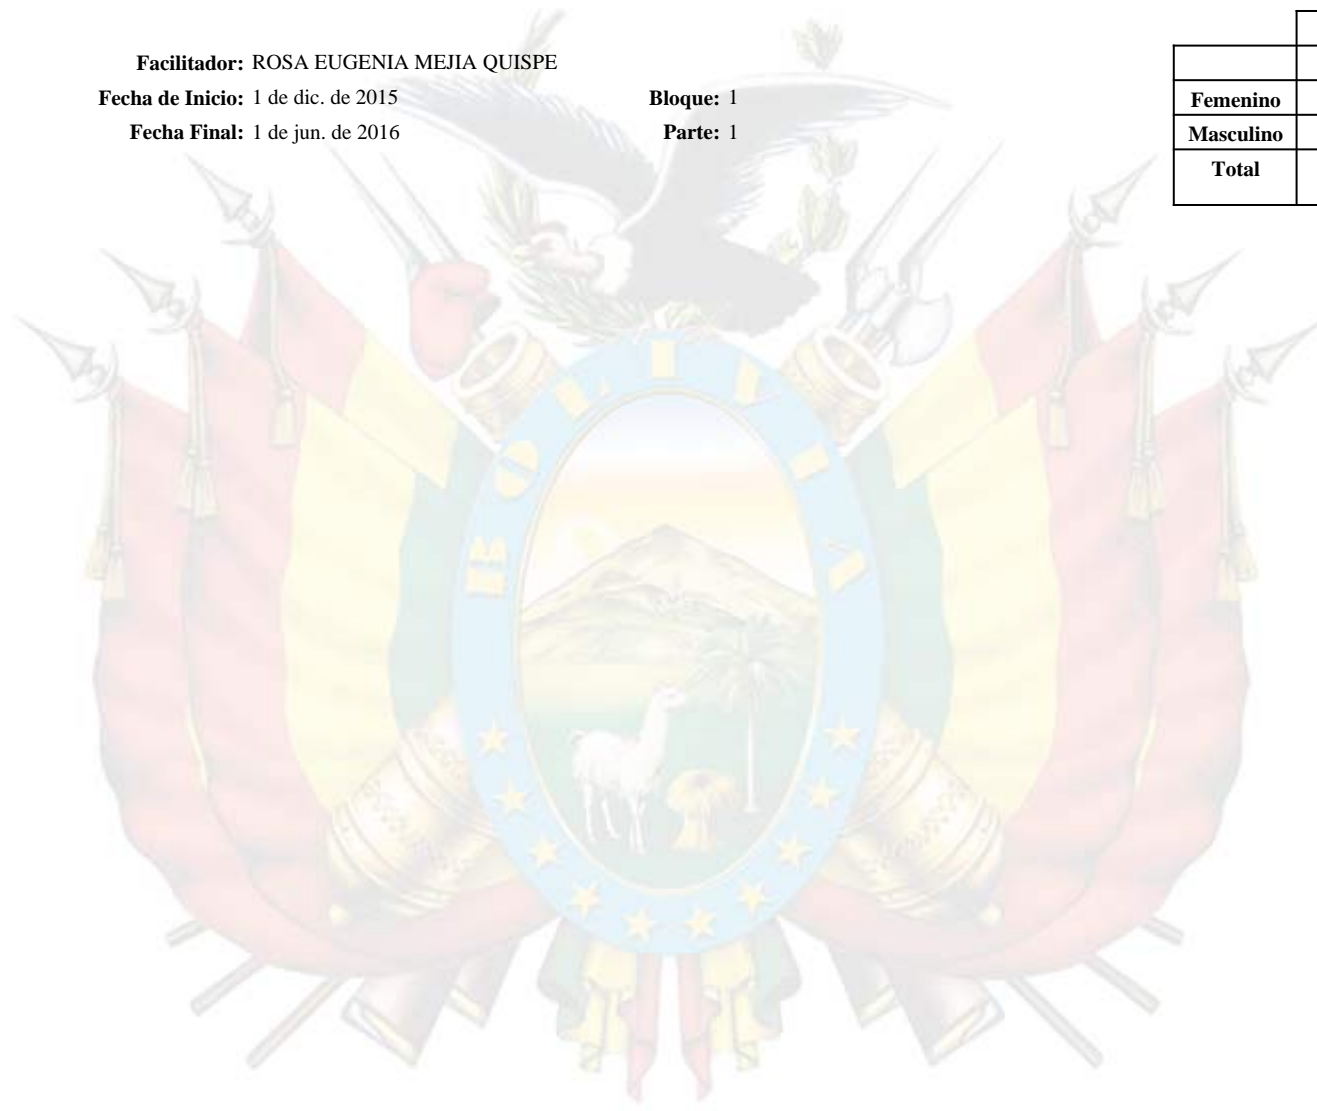 Facilitador: ROSA EUGENIA MEJIA QUISPE
Fecha de Inicio: 1 de dic. de 2015 Bloque: 1
Fecha Final: 1 de jun. de 2016 Parte: 1
Femenino
Masculino
Total
BOLIVIA